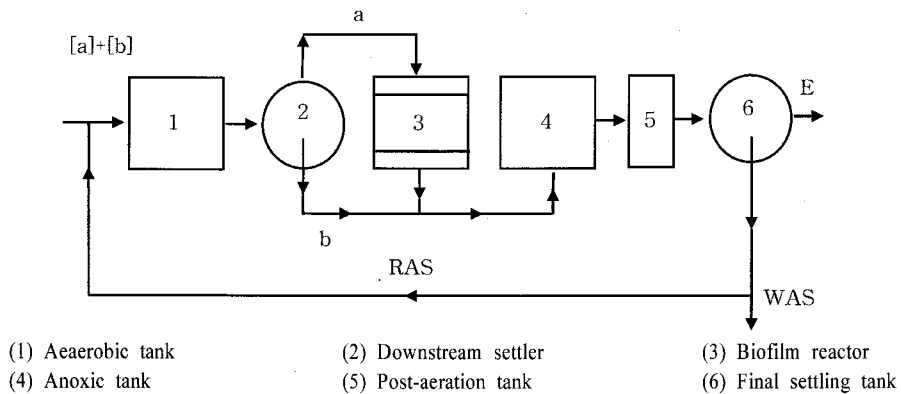 a
[a]+[b]
1
2
3
4
5
6
E
b
RAS
WAS
(1) Aeaerobic tank (2) Downstream settler (3) Biofilm reactor
(4) Anoxic tank (5) Post-aeration tank (6) Final settling tank